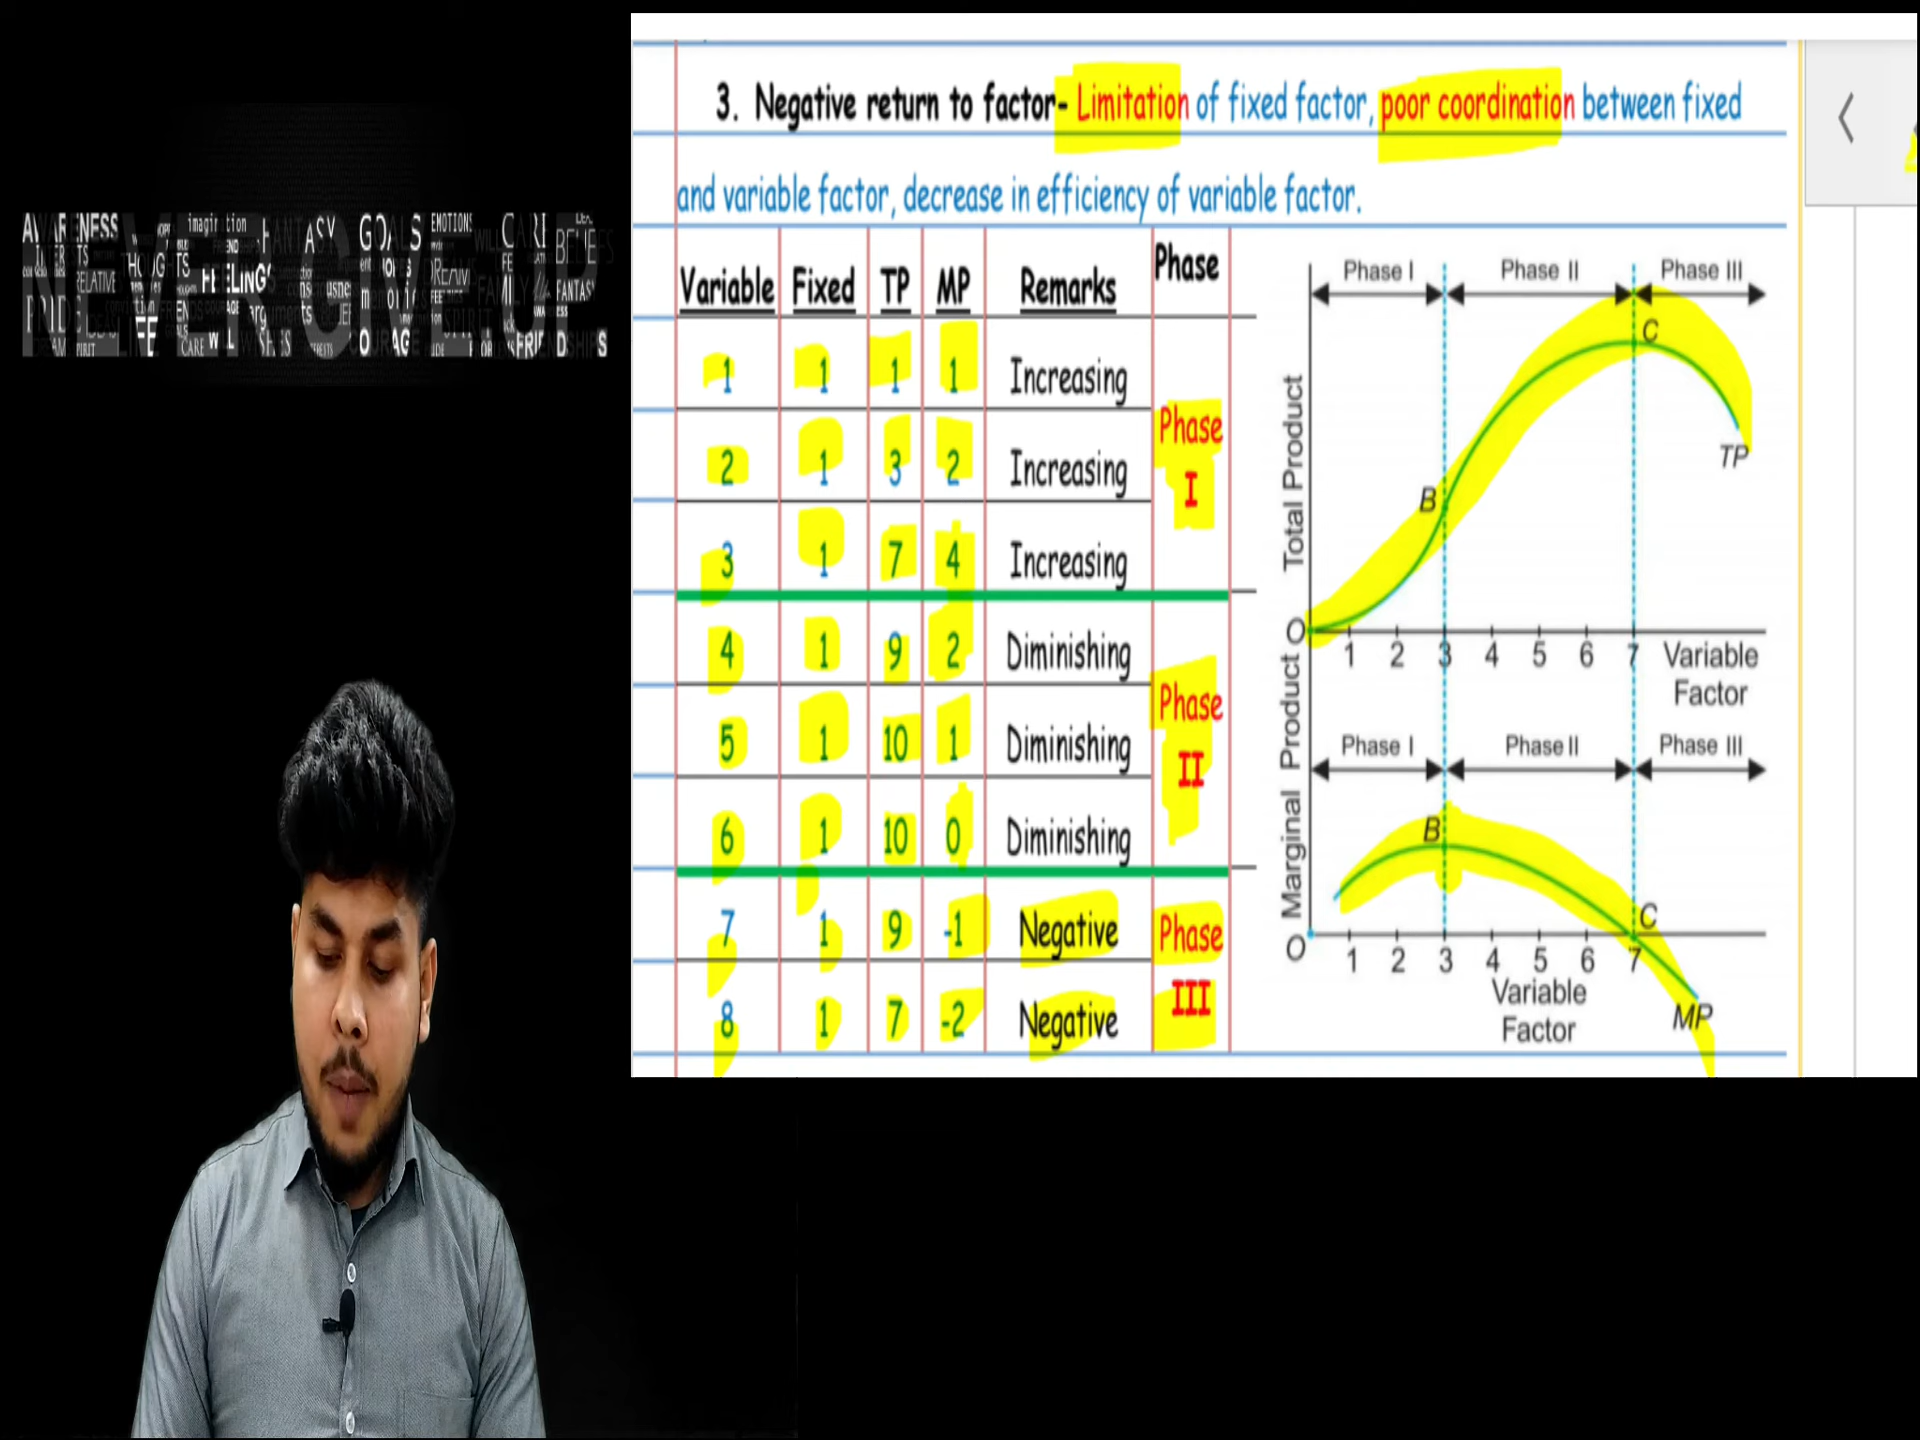 NEVER GIVE UP
3. Negative return to factor- Limitation of fixed factor, poor coordination between fixed
and variable factor, decrease in efficiency of variable factor.
Variable Fixed TP MP Remarks Phase
1 1 1 1 Increasing
2 1 3 2 Increasing
3 1 7 4 Increasing
Phase
I
4 1 9 2 Diminishing
5 1 10 1 Diminishing
6 1 10 0 Diminishing
Phase
II
7 1 9 -1 Negative
8 1 7 -2 Negative
Phase
III
Phase I Phase II Phase III
Total Product
C
TP
B
O 1 2 3 4 5 6 7 Variable
Factor
Phase I Phase II Phase III
Marginal Product
B
C
O 1 2 3 4 5 6 7
Variable
Factor
MP